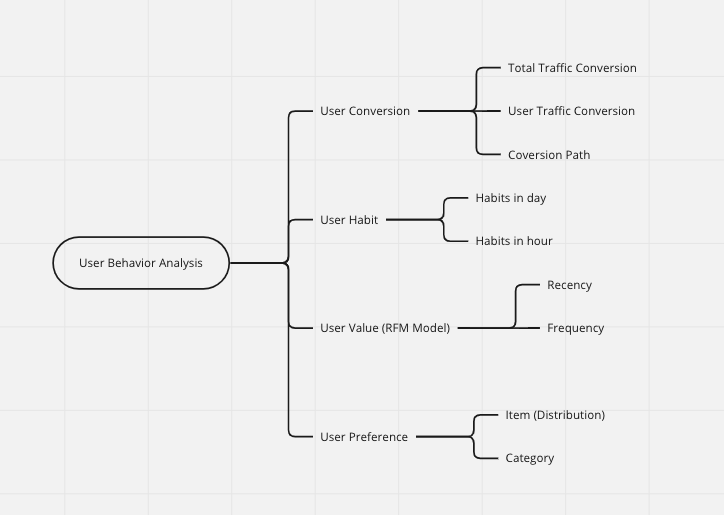 User Behavior Analysis
User Conversion
Total Traffic Conversion
User Traffic Conversion
Coversion Path
User Habit
Habits in day
Habits in hour
User Value (RFM Model)
Recency
Frequency
User Preference
Item (Distribution)
Category